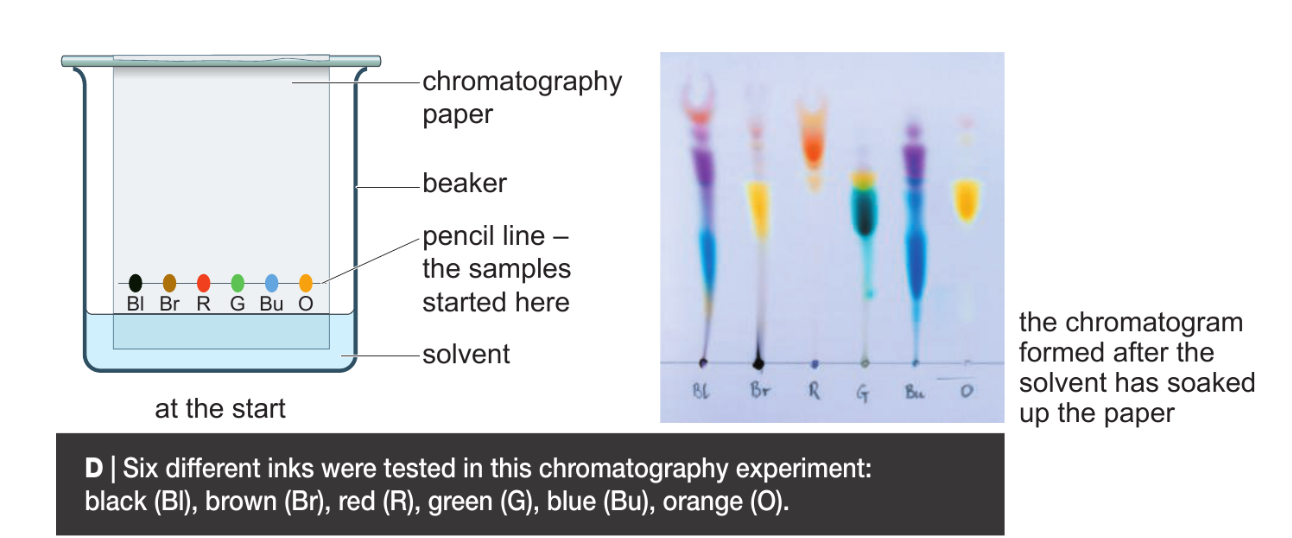 chromatography
paper
beaker
pencil line –
the samples
started here
Bl Br R G Bu O
solvent
at the start
Bl Br R G Bu O
the chromatogram
formed after the
solvent has soaked
up the paper
D | Six different inks were tested in this chromatography experiment:
black (Bl), brown (Br), red (R), green (G), blue (Bu), orange (O).